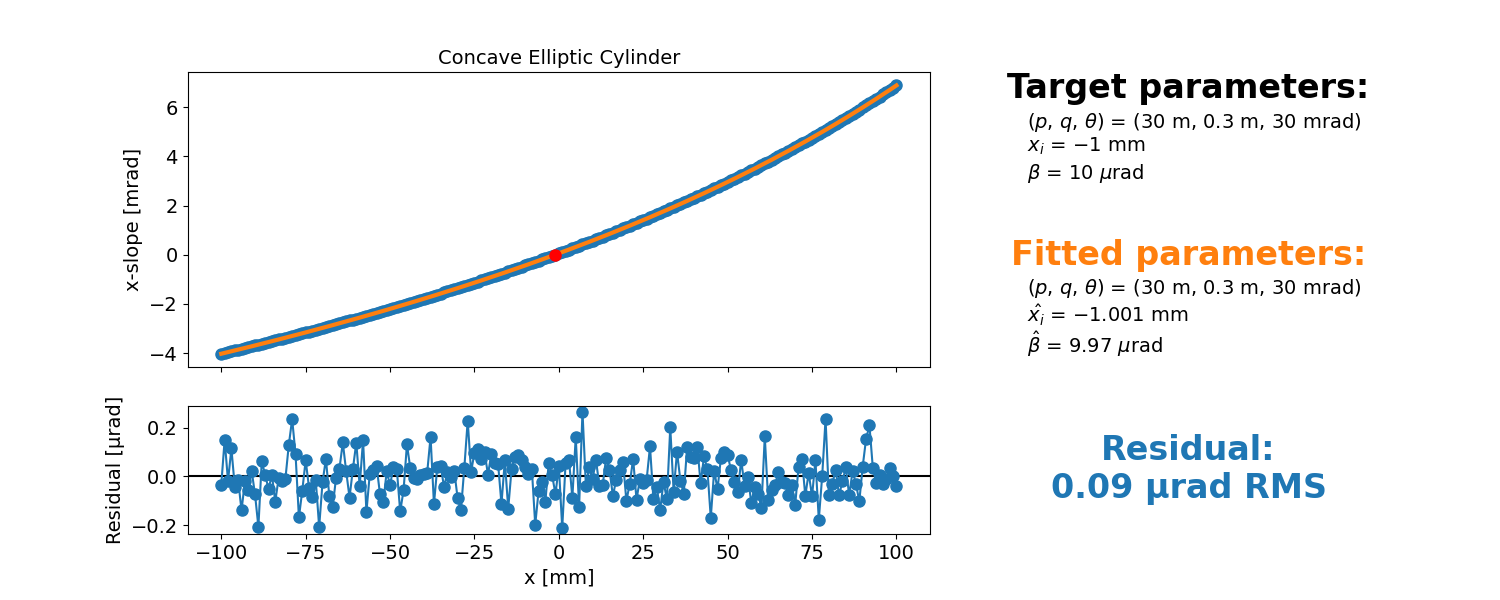 Concave Elliptic Cylinder
x-slope [mrad]
6
4
2
0
−2
−4
Residual [μrad]
0.2
0.0
−0.2
−100 −75 −50 −25 0 25 50 75 100
x [mm]
Target parameters:
(p, q, θ) = (30 m, 0.3 m, 30 mrad)
xᵢ = −1 mm
β = 10 μrad
Fitted parameters:
(p, q, θ) = (30 m, 0.3 m, 30 mrad)
x̂ᵢ = −1.001 mm
β̂ = 9.97 μrad
Residual:
0.09 μrad RMS